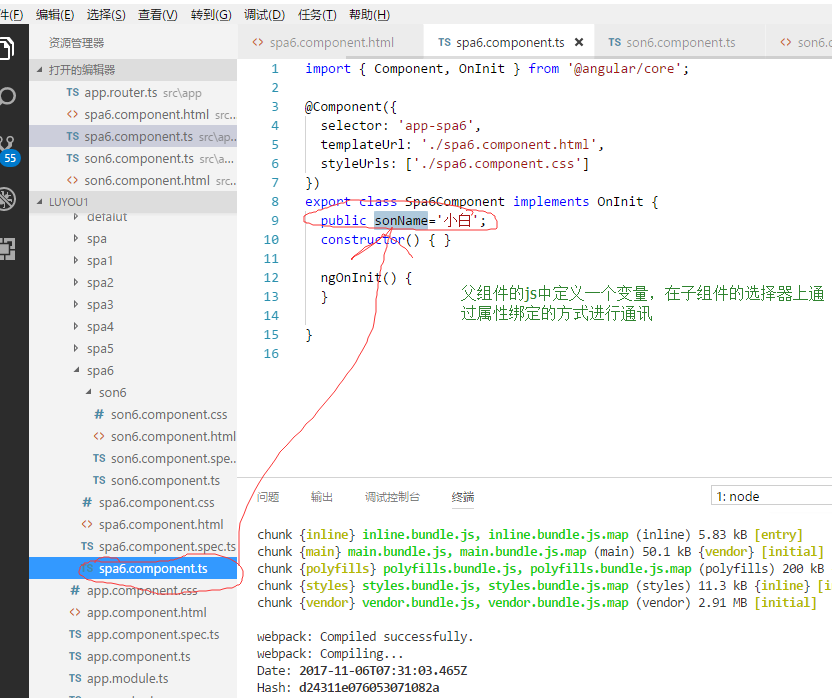 件(F) 编辑(E) 选择(S) 查看(V) 转到(G) 调试(D) 任务(T) 帮助(H)
资源管理器
打开的编辑器
TS app.router.ts src\app
<> spa6.component.html src...
TS spa6.component.ts src\ap...
TS son6.component.ts src\a...
<> son6.component.html src...
55
LUYOU1
defalut
spa
spa1
spa2
spa3
spa4
spa5
spa6
son6
# son6.component.css
<> son6.component.html
TS son6.component.spe...
TS son6.component.ts
# spa6.component.css
<> spa6.component.html
TS spa6.component.spec.ts
TS spa6.component.ts
# app.component.css
<> app.component.html
TS app.component.spec.ts
TS app.component.ts
TS app.module.ts
<> spa6.component.html TS spa6.component.ts × TS son6.component.ts <> son6.co
1 import { Component, OnInit } from '@angular/core';
2
3 @Component({
4 selector: 'app-spa6',
5 templateUrl: './spa6.component.html',
6 styleUrls: ['./spa6.component.css']
7 })
8 export class Spa6Component implements OnInit {
9 public sonName='小白';
10 constructor() { }
11
12 ngOnInit() {
13 }
14
15 }
16
父组件的js中定义一个变量，在子组件的选择器上通
过属性绑定的方式进行通讯
问题 输出 调试控制台 终端 1: node
chunk {inline} inline.bundle.js, inline.bundle.js.map (inline) 5.83 kB [entry]
chunk {main} main.bundle.js, main.bundle.js.map (main) 50.1 kB {vendor} [initial]
chunk {polyfills} polyfills.bundle.js, polyfills.bundle.js.map (polyfills) 200 kB
chunk {styles} styles.bundle.js, styles.bundle.js.map (styles) 11.3 kB {inline} [i
chunk {vendor} vendor.bundle.js, vendor.bundle.js.map (vendor) 2.91 MB [initial]
webpack: Compiled successfully.
webpack: Compiling...
Date: 2017-11-06T07:31:03.465Z
Hash: d24311e076053071082a